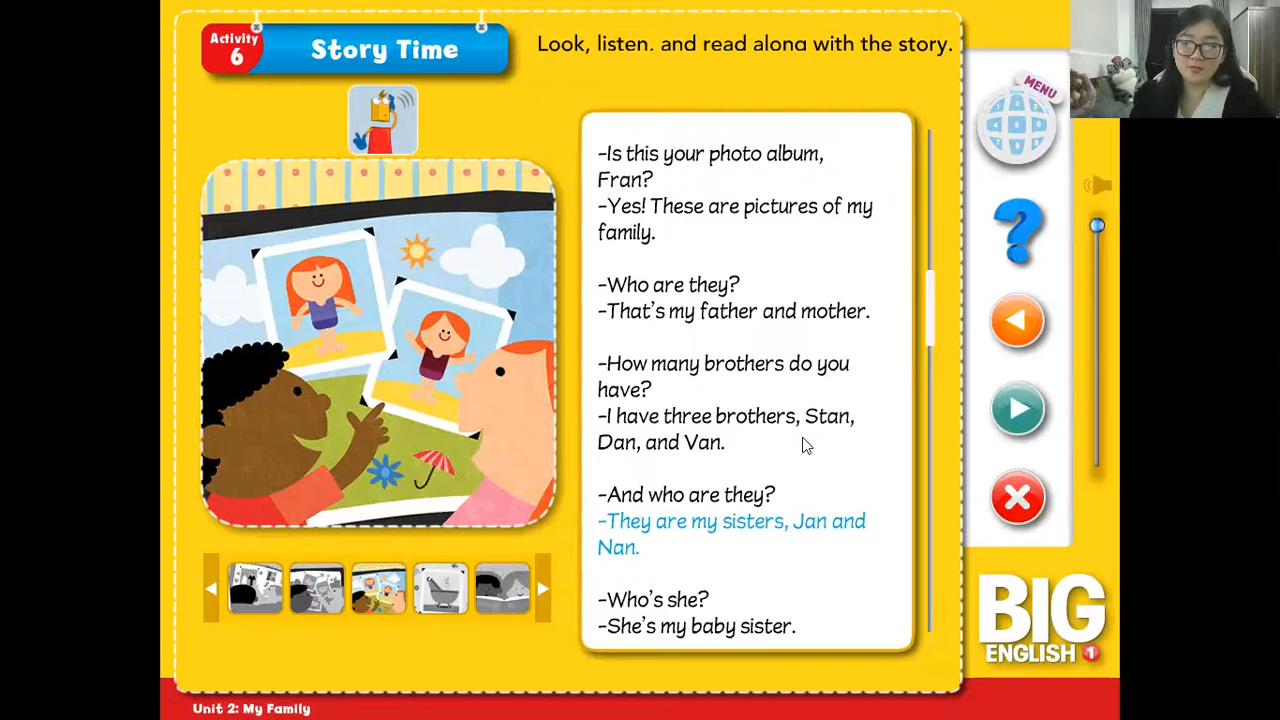 Activity
6
Story Time
Look, listen, and read along with the story.
MENU
-Is this your photo album,
Fran?
-Yes! These are pictures of my
family.
-Who are they?
-That's my father and mother.
-How many brothers do you
have?
-I have three brothers, Stan,
Dan, and Van.
-And who are they?
-They are my sisters, Jan and
Nan.
-Who's she?
-She's my baby sister.
BIG
ENGLISH 1
Unit 2: My Family